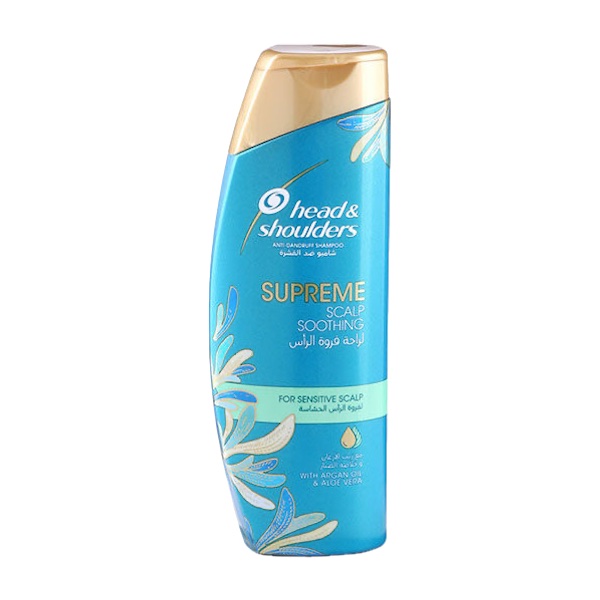 head &
shoulders
ANTI-DANDRUFF SHAMPOO
شامبو ضد القشرة
SUPREME
SCALP
SOOTHING
لراحة فروة الرأس
FOR SENSITIVE SCALP
لفروة الرأس الحساسة
WITH ARGAN OIL
& ALOE VERA